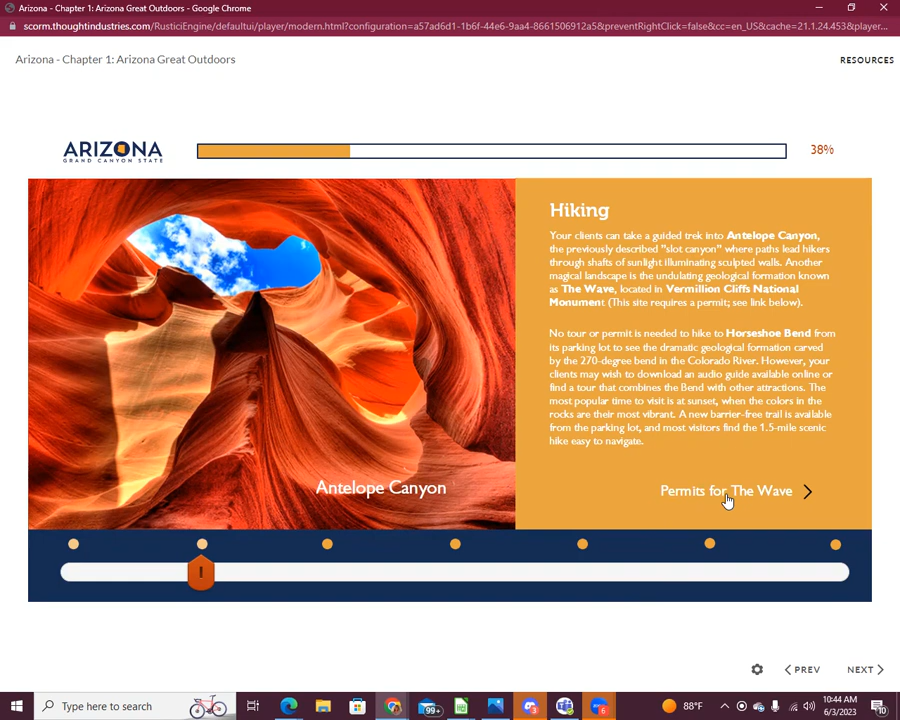 Arizona - Chapter 1: Arizona Great Outdoors - Google Chrome
scorm.thoughtindustries.com/RusticiEngine/defaultui/player/modern.html?configuration=a57ad6d1-1b6f-44e6-9aa4-8661506912a5&preventRightClick=false&cc=en_US&cache=21.1.24.453&player...
Arizona - Chapter 1: Arizona Great Outdoors
RESOURCES
ARIZONA
GRAND CANYON STATE
38%
Hiking
Your clients can take a guided trek into Antelope Canyon,
the previously described "slot canyon" where paths lead hikers
through shafts of sunlight illuminating sculpted walls. Another
magical landscape is the undulating geological formation known
as The Wave, located in Vermillion Cliffs National
Monument (This site requires a permit; see link below).
No tour or permit is needed to hike to Horseshoe Bend from
its parking lot to see the dramatic geological formation carved
by the 270-degree bend in the Colorado River. However, your
clients may wish to download an audio guide available online or
find a tour that combines the Bend with other attractions. The
most popular time to visit is at sunset, when the colors in the
rocks are their most vibrant. A new barrier-free trail is available
from the parking lot, and most visitors find the 1.5-mile scenic
hike easy to navigate.
Antelope Canyon
Permits for The Wave
PREV
NEXT
Type here to search
99+
3
6
88°F
10:44 AM
6/3/2023
10